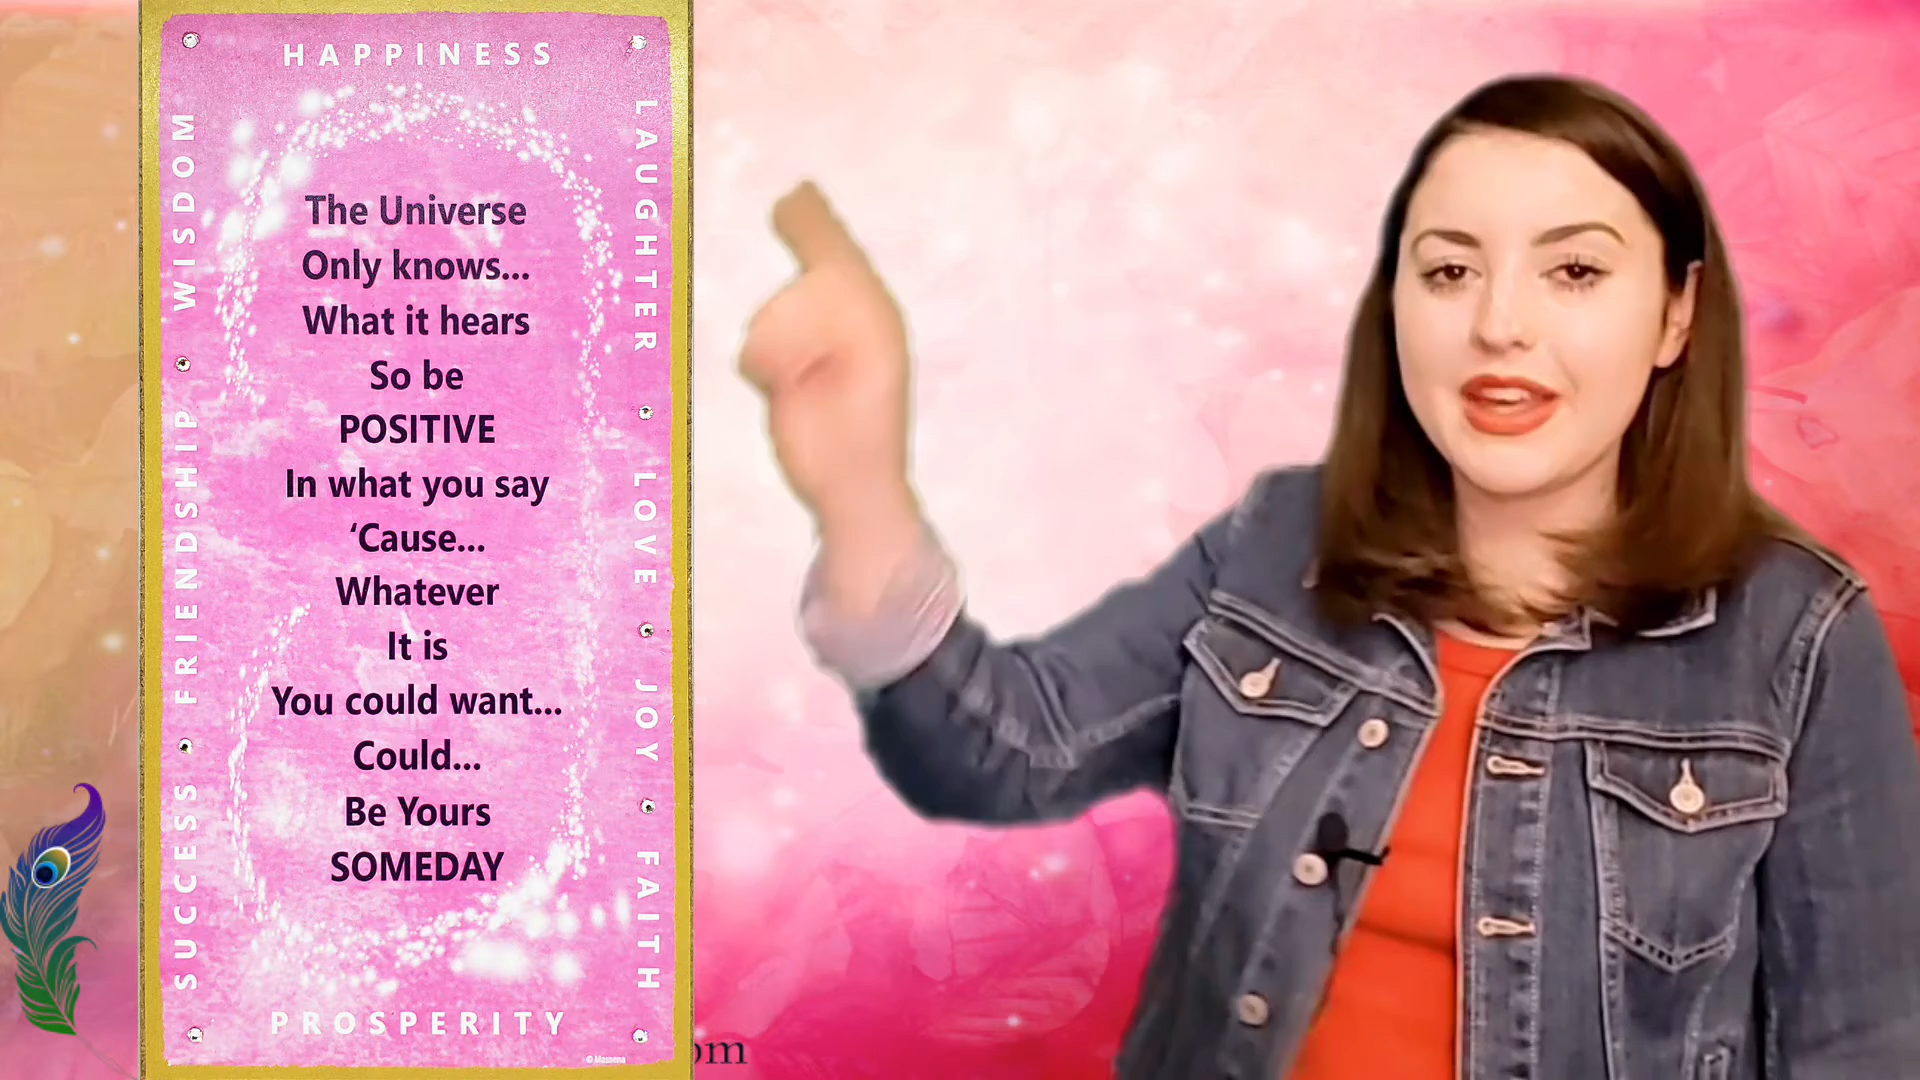 HAPPINESS
WISDOM
FRIENDSHIP
SUCCESS
LAUGHTER
LOVE
JOY
FAITH
The Universe
Only knows...
What it hears
So be
POSITIVE
In what you say
‘Cause...
Whatever
It is
You could want...
Could...
Be Yours
SOMEDAY
PROSPERITY
om